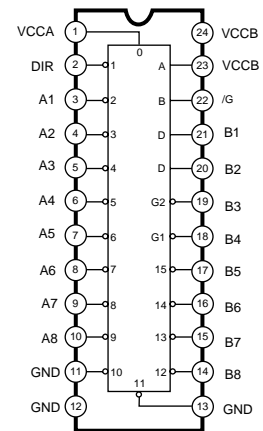 VCCA 1 0 24 VCCB
DIR 2 1 A 23 VCCB
A1 3 2 B 22 /G
A2 4 3 D 21 B1
A3 5 4 D 20 B2
A4 6 5 G2 19 B3
A5 7 6 G1 18 B4
A6 8 7 15 17 B5
A7 9 8 14 16 B6
A8 10 9 13 15 B7
GND 11 10 12 14 B8
GND 12 11 13 GND